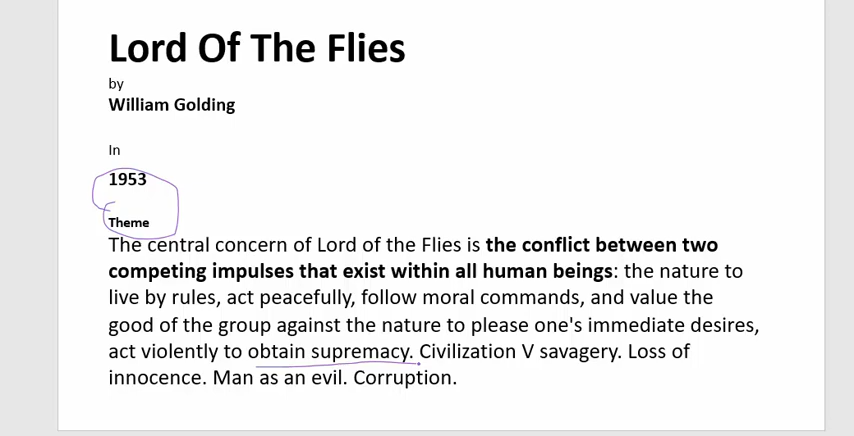 Lord Of The Flies
by
William Golding
In
1953
Theme
The central concern of Lord of the Flies is the conflict between two
competing impulses that exist within all human beings: the nature to
live by rules, act peacefully, follow moral commands, and value the
good of the group against the nature to please one's immediate desires,
act violently to obtain supremacy. Civilization V savagery. Loss of
innocence. Man as an evil. Corruption.